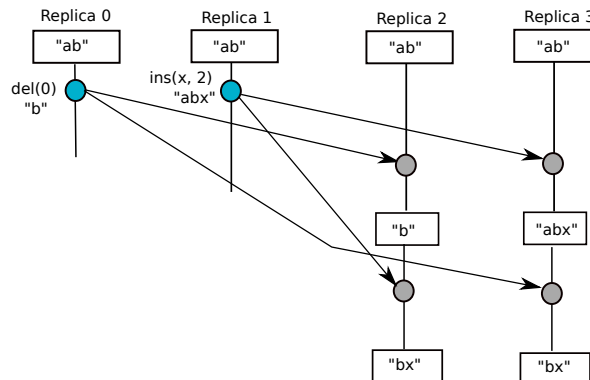 Replica 0
Replica 1
Replica 2
Replica 3
"ab"
"ab"
"ab"
"ab"
del(0)
"b"
ins(x, 2)
"abx"
"b"
"abx"
"bx"
"bx"